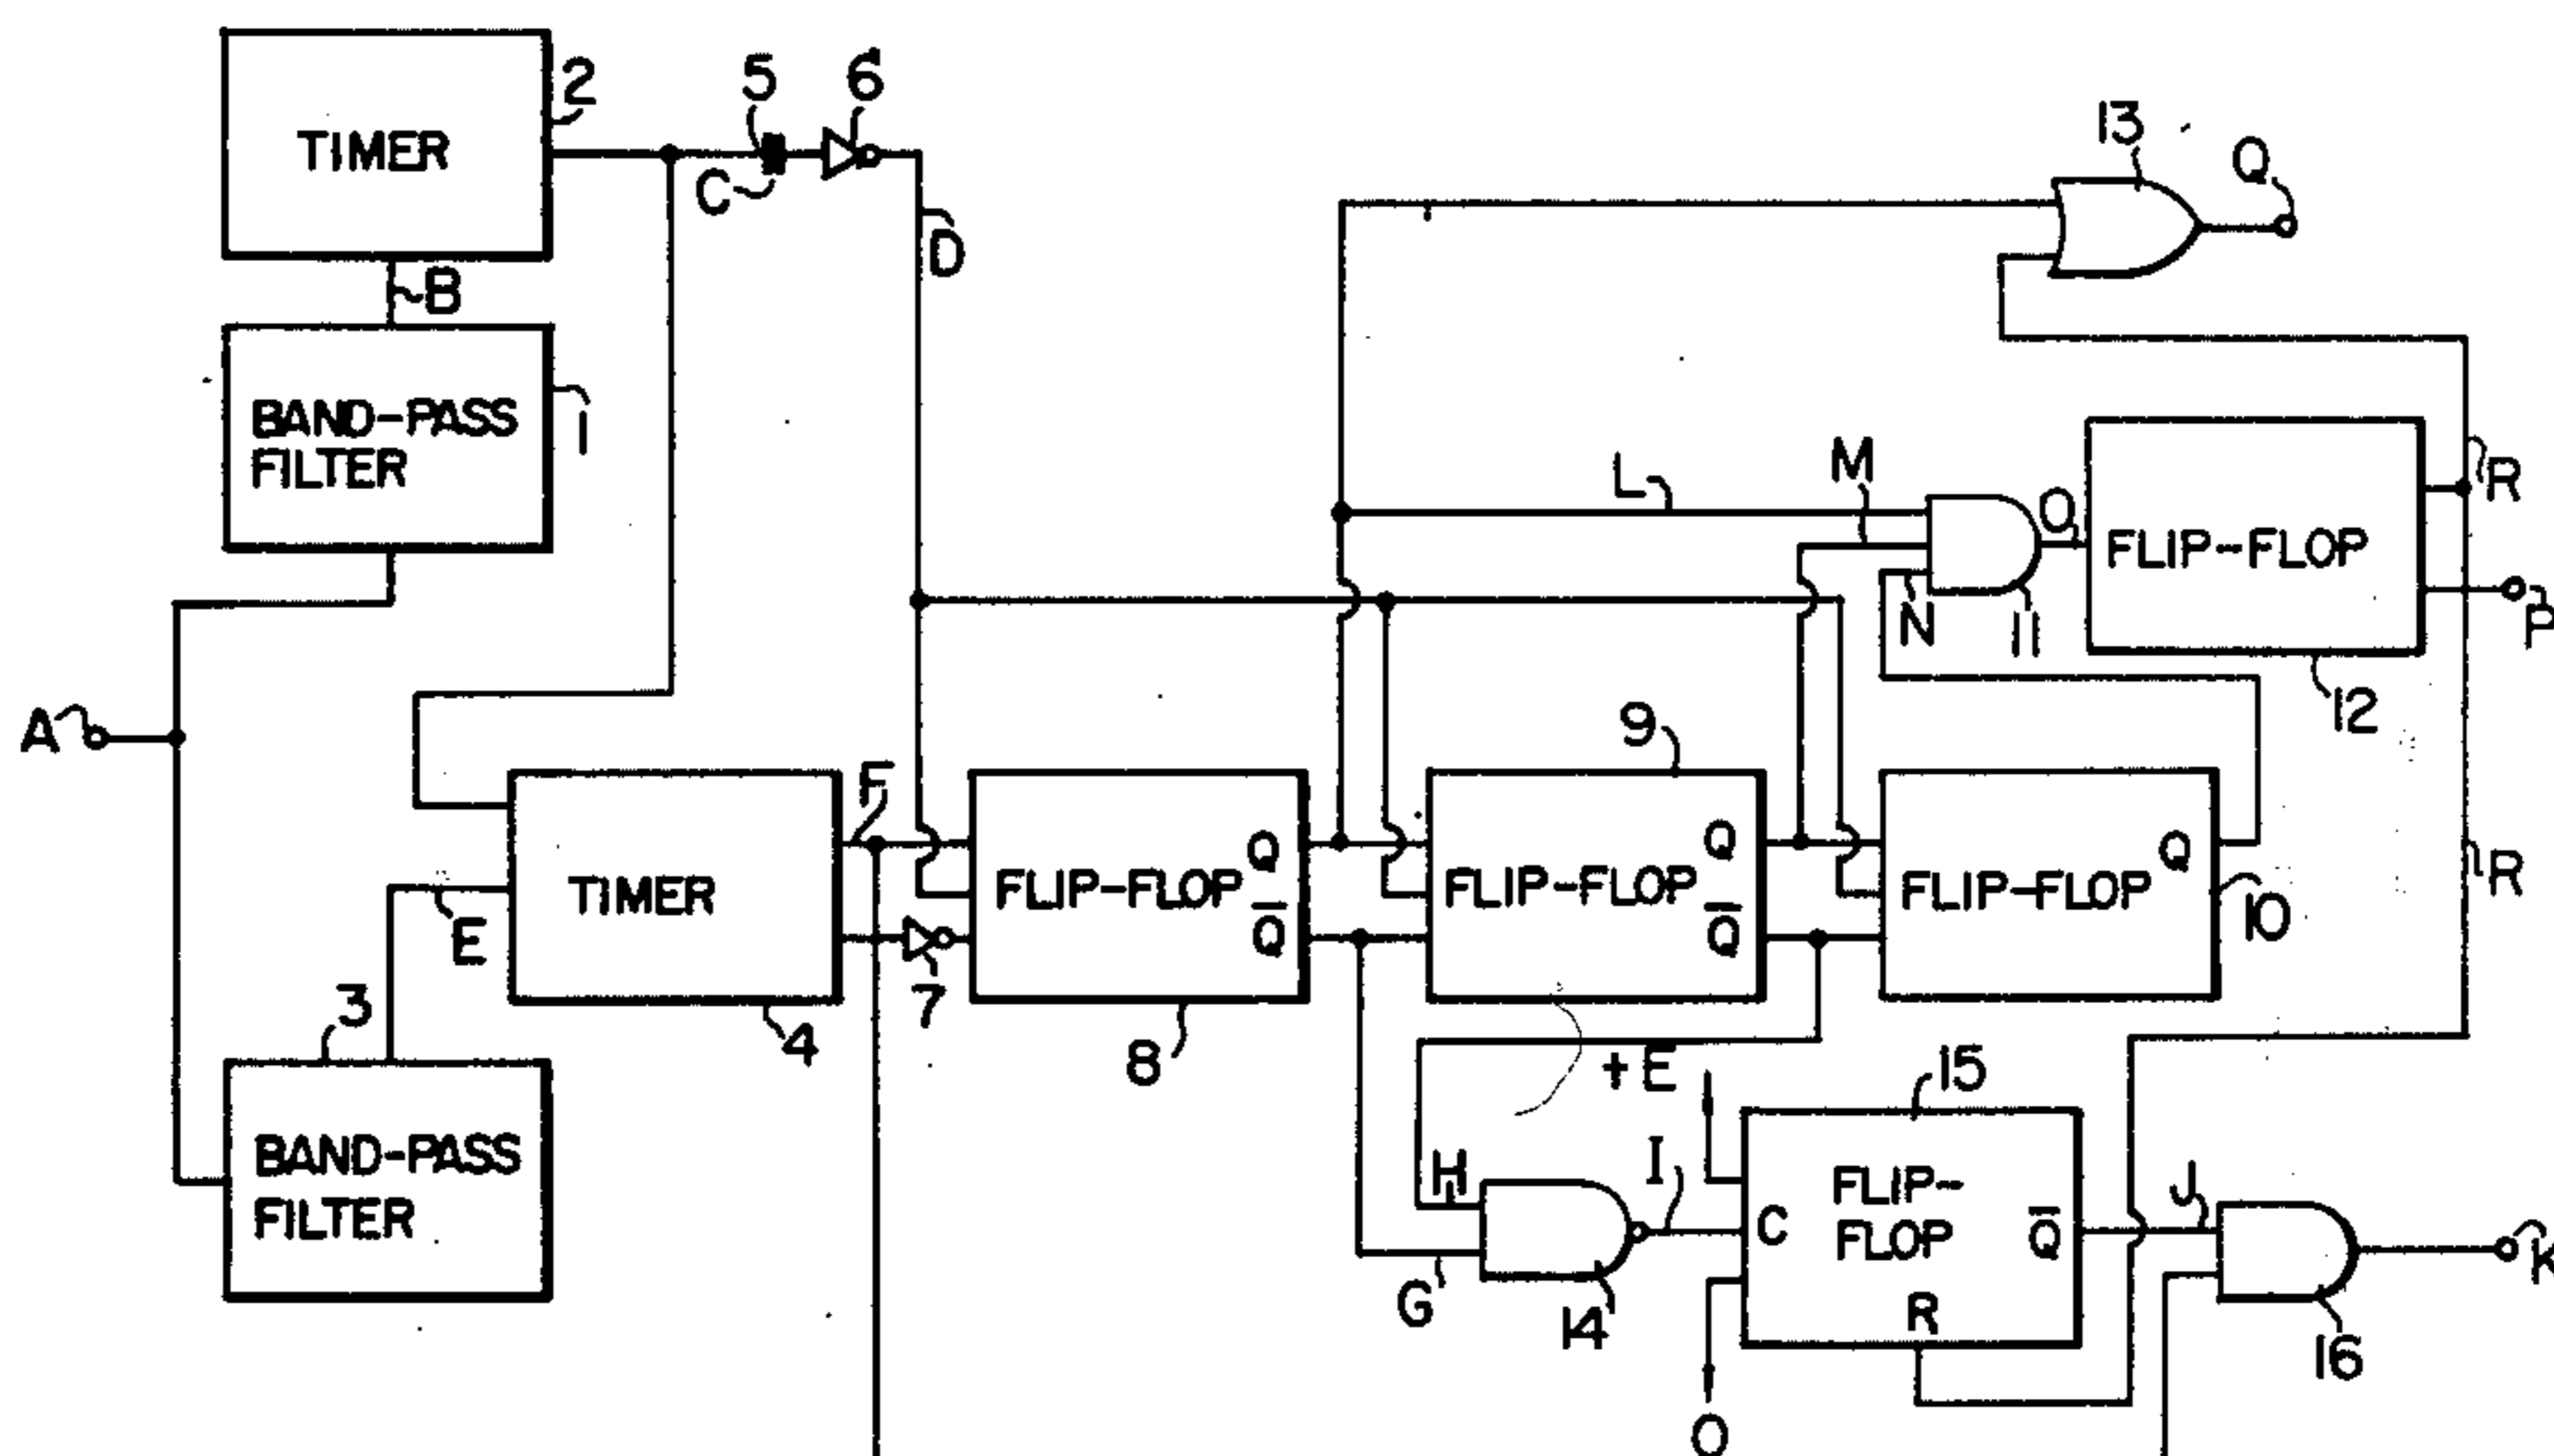 TIMER
2
5
6
C
D
B
BAND-PASS
FILTER
1
13
Q
L
M
N
O
11
FLIP-FLOP
12
R
P
A
E
TIMER
4
F
7
FLIP-FLOP
Q
Q̅
8
9
FLIP-FLOP
Q
Q̅
FLIP-FLOP
Q
10
R
3
BAND-PASS
FILTER
+E
15
H
G
14
I
C
FLIP-
FLOP
Q̅
R
O
J
16
K